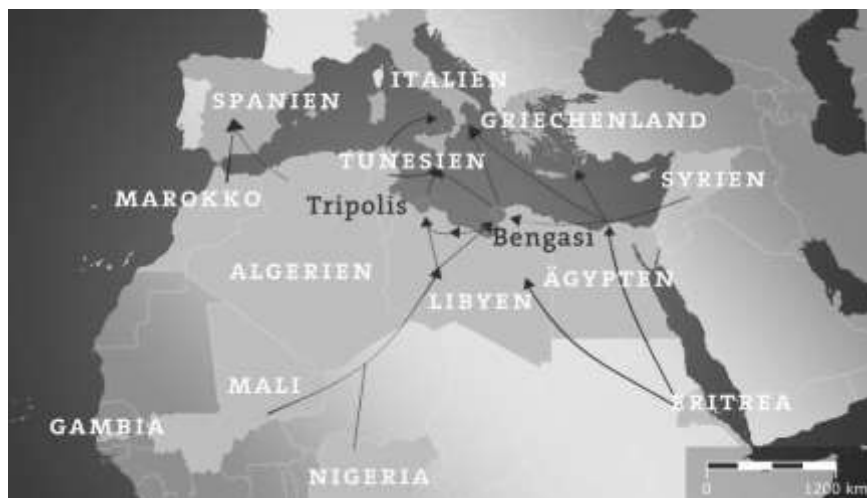 ITALIEN
SPANIEN
GRIECHENLAND
TUNESIEN
SYRIEN
MAROKKO
Tripolis
Bengasi
ALGERIEN
ÄGYPTEN
LIBYEN
MALI
ERITREA
GAMBIA
NIGERIA
0 1200 km